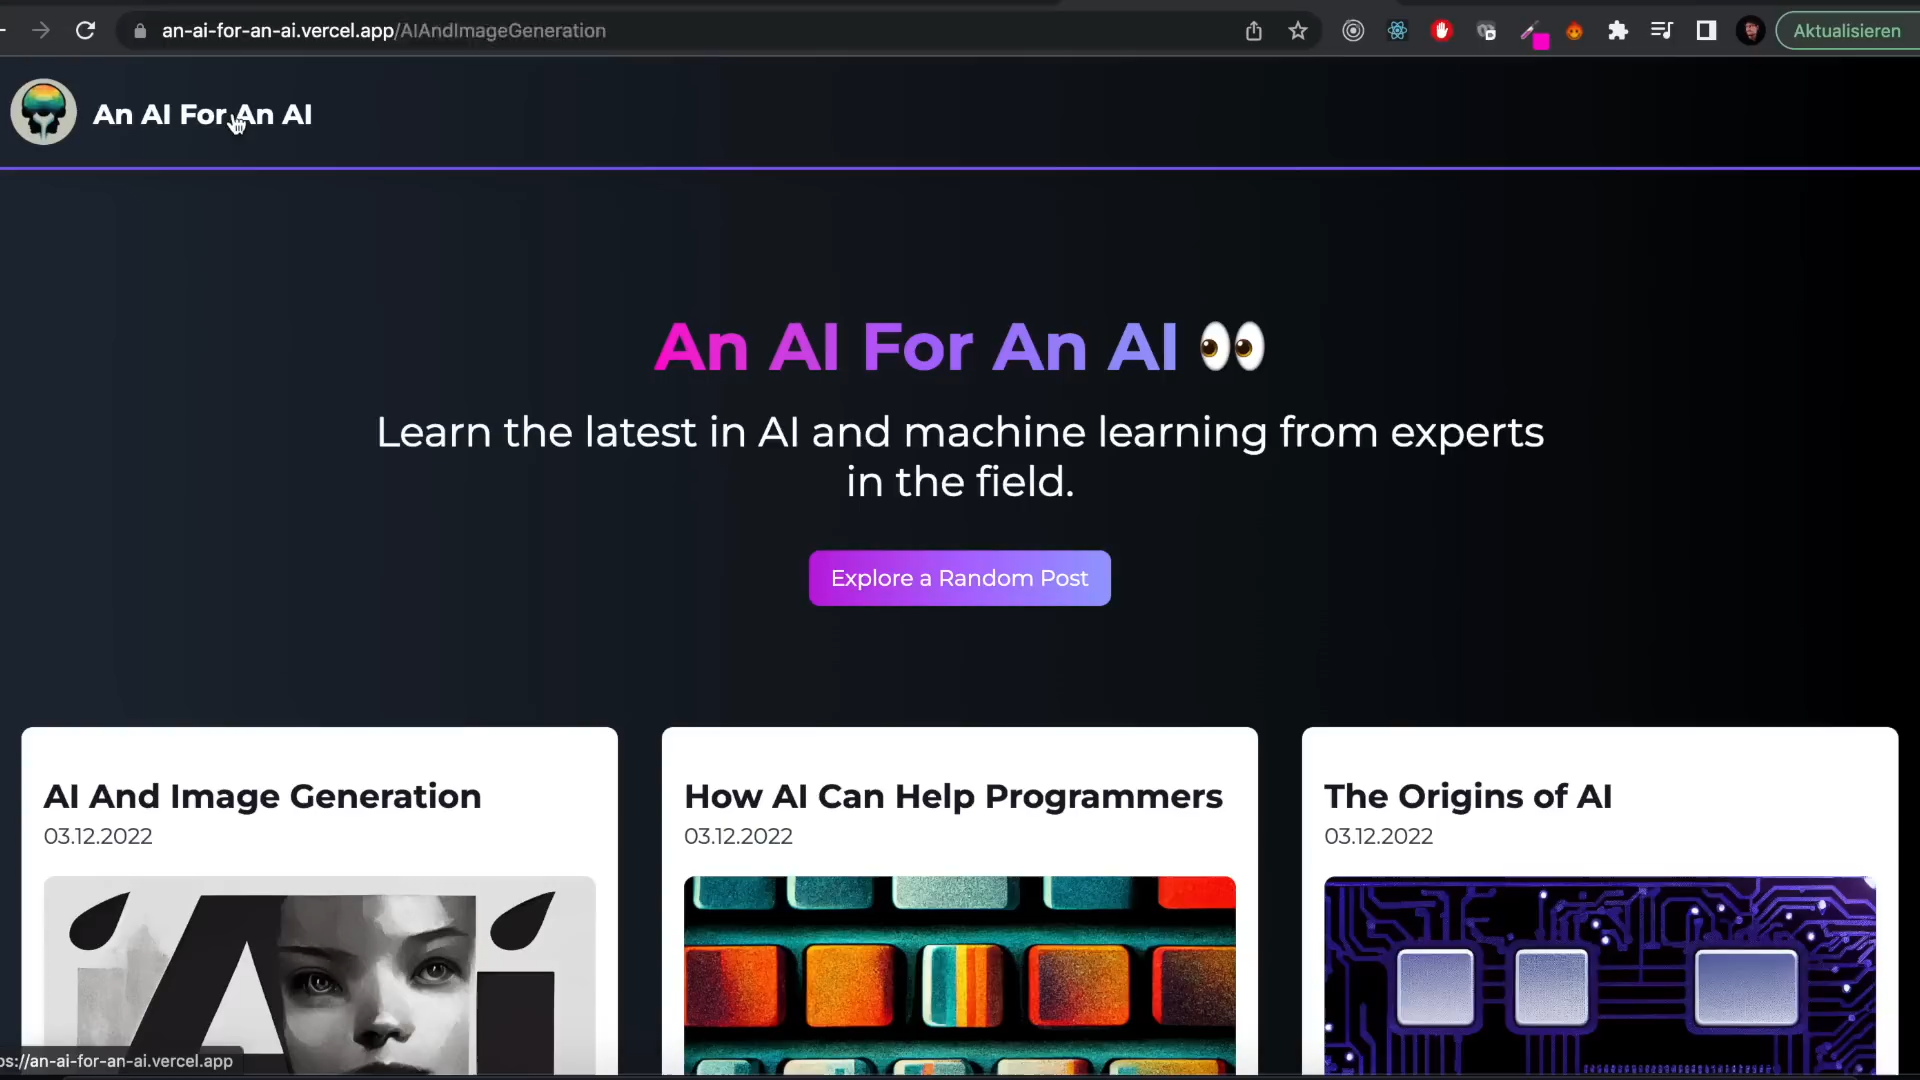 an-ai-for-an-ai.vercel.app/AIAndImageGeneration
Aktualisieren
An AI For An AI
An AI For An AI 👀
Learn the latest in AI and machine learning from experts
in the field.
Explore a Random Post
AI And Image Generation
03.12.2022
How AI Can Help Programmers
03.12.2022
The Origins of AI
03.12.2022
Ai
ps://an-ai-for-an-ai.vercel.app